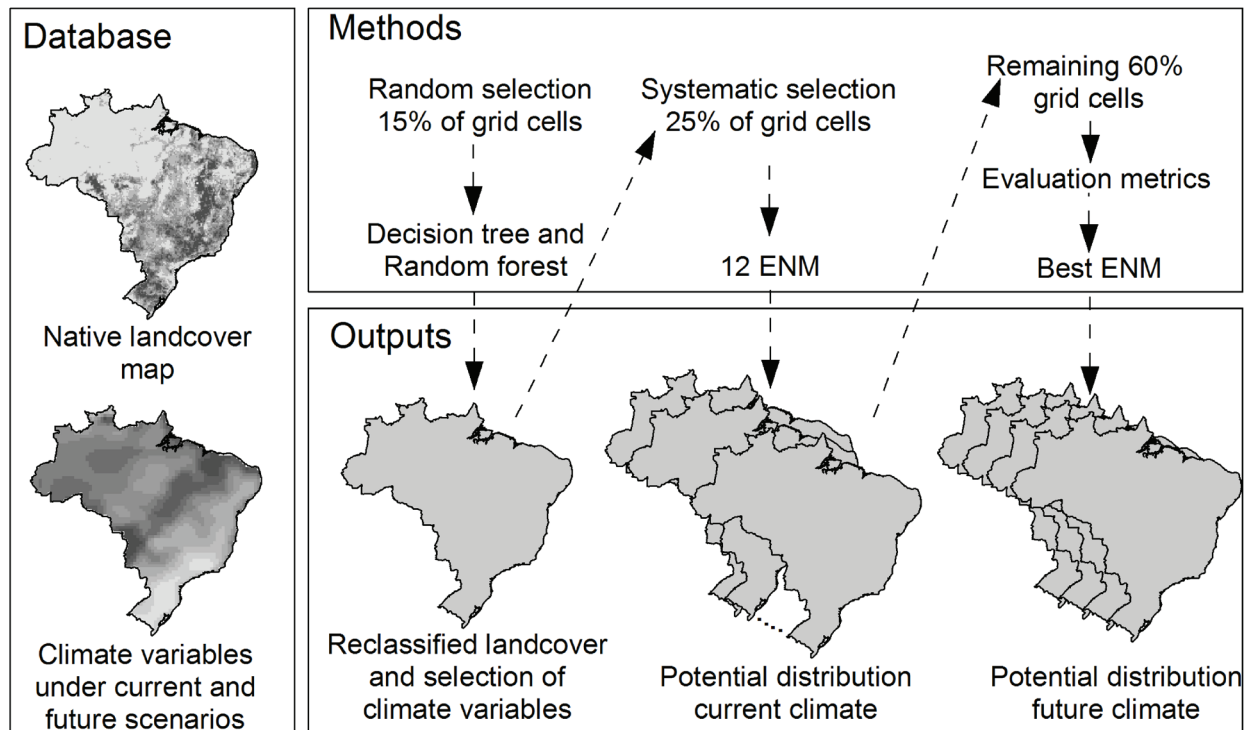 Database
Native landcover
map
Climate variables
under current and
future scenarios
Methods
Random selection
15% of grid cells
Decision tree and
Random forest
Systematic selection
25% of grid cells
12 ENM
Remaining 60%
grid cells
Evaluation metrics
Best ENM
Outputs
Reclassified landcover
and selection of
climate variables
Potential distribution
current climate
Potential distribution
future climate